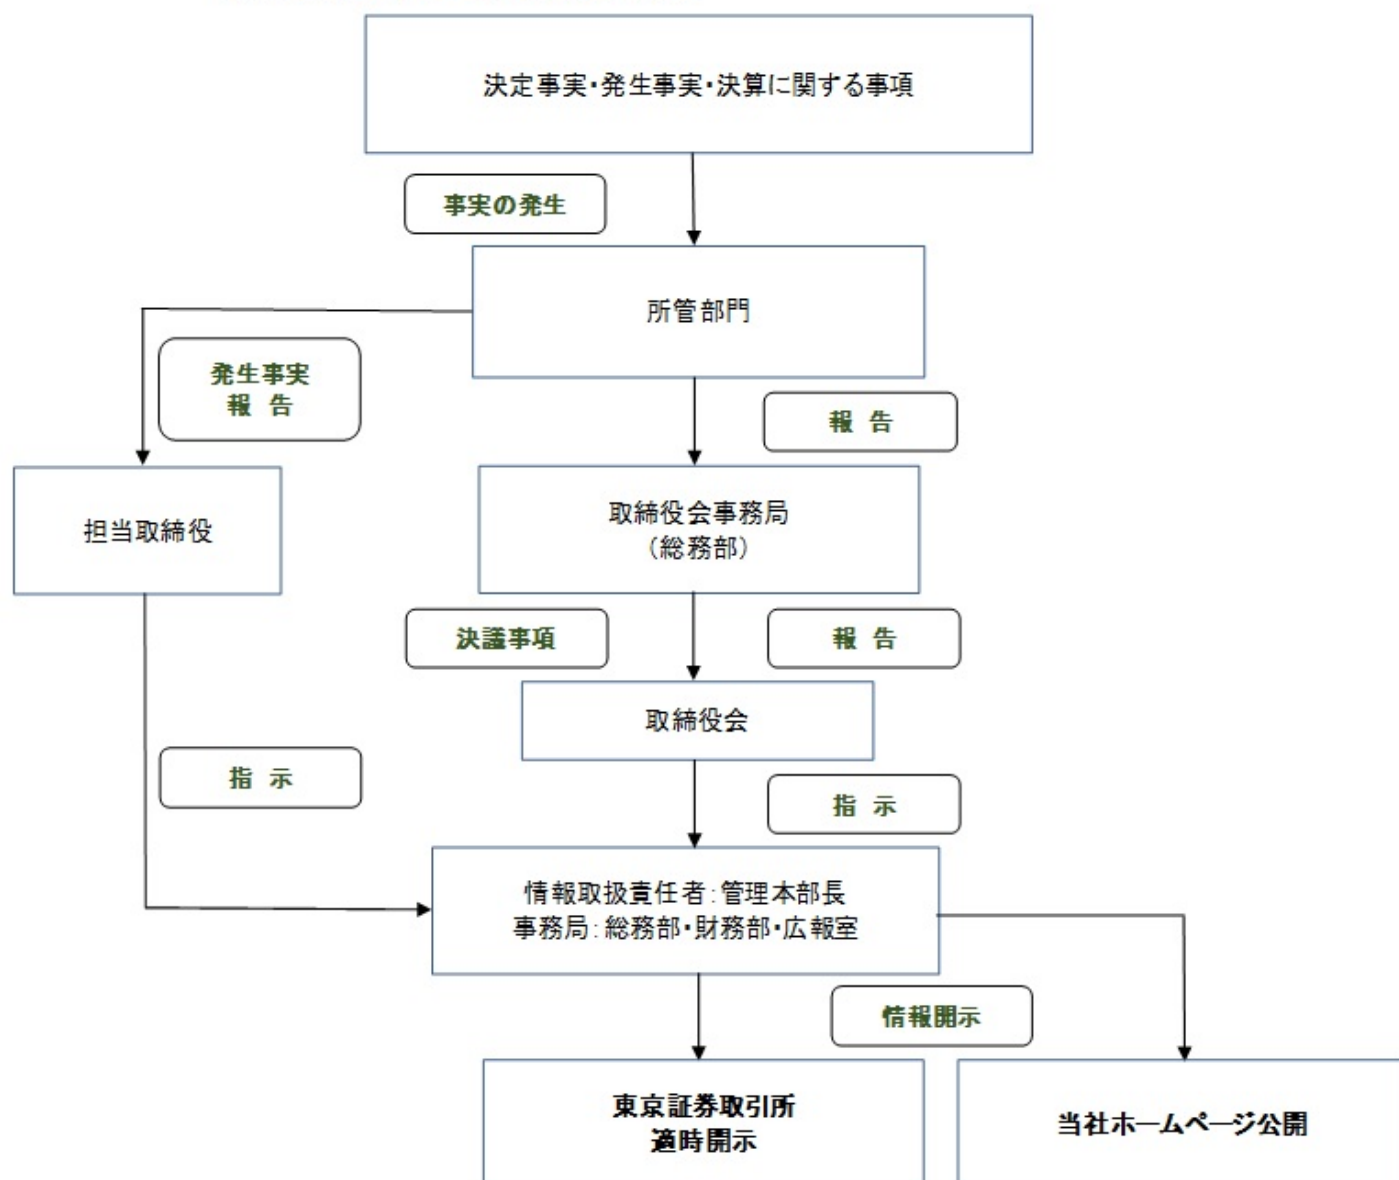 決定事実・発生事実・決算に関する事項
事実の発生
所管部門
発生事実
報 告
報 告
担当取締役
取締役会事務局
（総務部）
決議事項
報 告
取締役会
指 示
指 示
情報取扱責任者：管理本部長
事務局：総務部・財務部・広報室
情報開示
東京証券取引所
適時開示
当社ホームページ公開